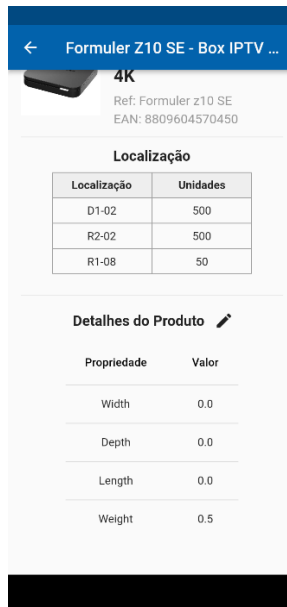 Formuler Z10 SE - Box IPTV ...
4K
Ref: Formuler z10 SE
EAN: 8809604570450
Localização
Localização Unidades
D1-02 500
R2-02 500
R1-08 50
Detalhes do Produto
Propriedade Valor
Width 0.0
Depth 0.0
Length 0.0
Weight 0.5